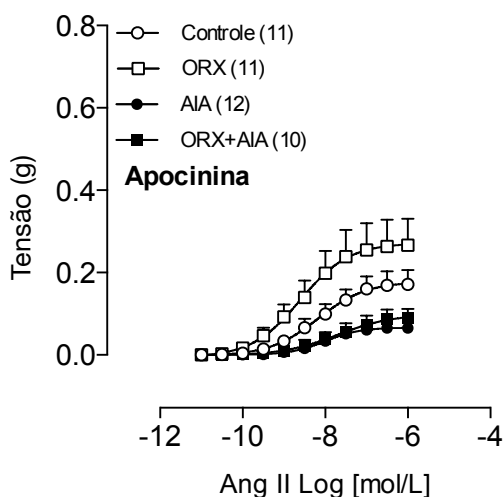 0.8
Controle (11)
ORX (11)
AIA (12)
0.6
ORX+AIA (10)
Apocinina
Tensão (g)
0.4
0.2
0.0
-12 -10 -8 -6 -4
Ang II Log [mol/L]